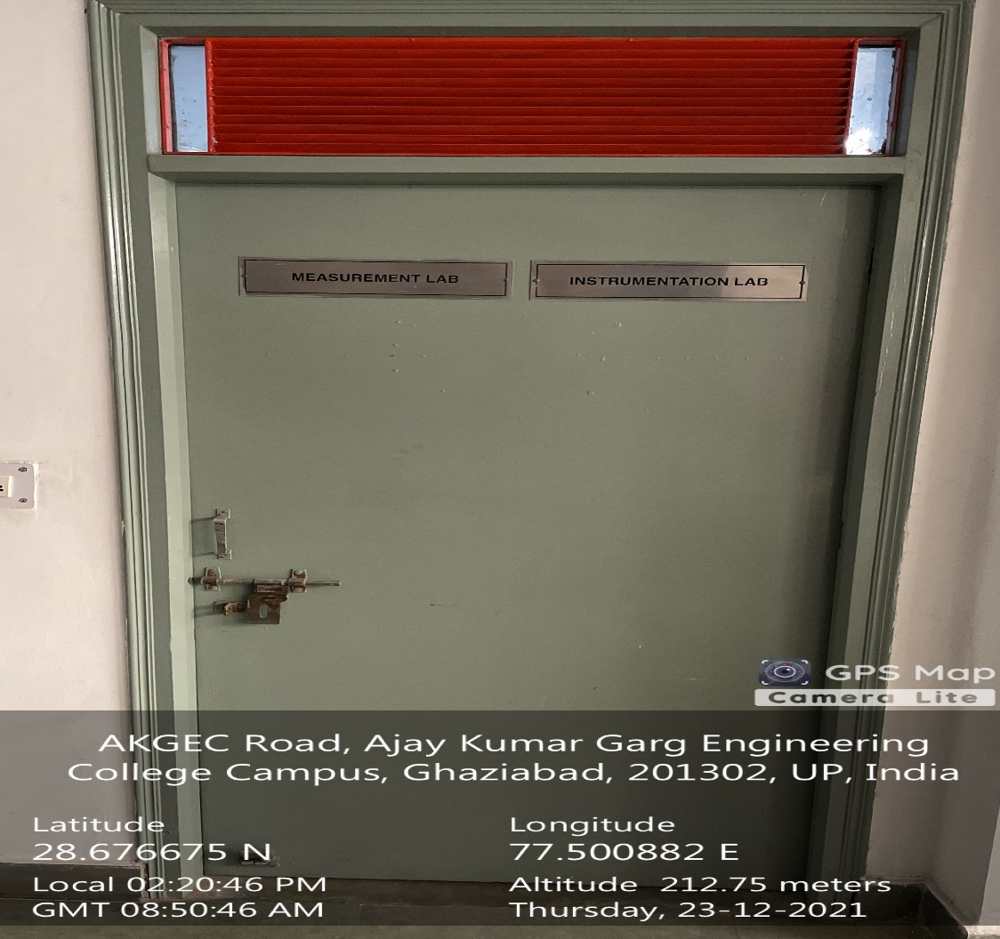 MEASUREMENT LAB
INSTRUMENTATION LAB
GPS Map
Camera Lite
AKGEC Road, Ajay Kumar Garg Engineering
College Campus, Ghaziabad, 201302, UP, India
Latitude
28.676675 N
Longitude
77.500882 E
Local 02:20:46 PM
GMT 08:50:46 AM
Altitude 212.75 meters
Thursday, 23-12-2021